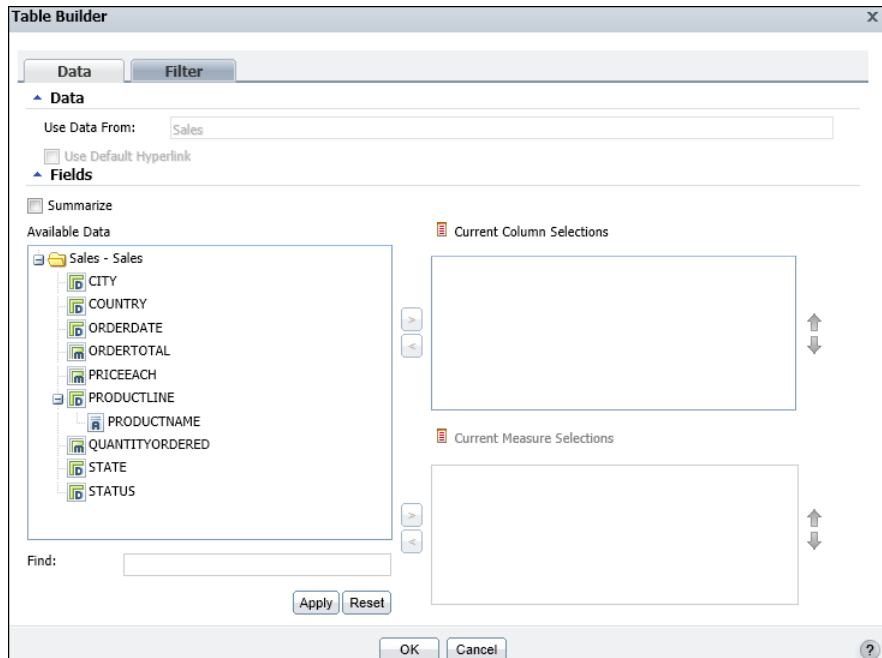 Table Builder X
Data Filter
Data
Use Data From: Sales
Use Default Hyperlink
Fields
Summarize
Available Data
Current Column Selections
Sales - Sales
CITY
COUNTRY
ORDERDATE
ORDERTOTAL
PRICEEACH
PRODUCTLINE
PRODUCTNAME
QUANTITYORDERED
STATE
STATUS
>
<
Current Measure Selections
>
<
Find:
Apply Reset
OK Cancel ?